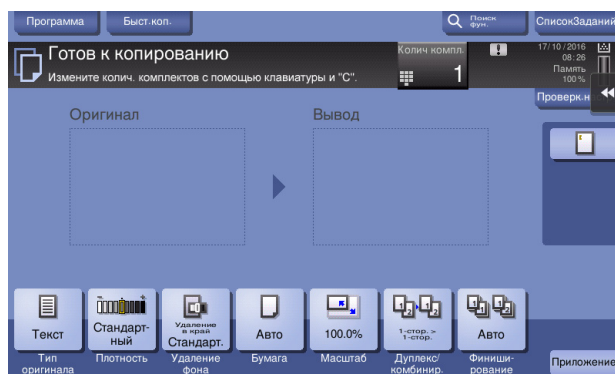 Программа
Быст.коп.
Поиск фун.
СписокЗаданий
Готов к копированию
Измените колич. комплектов с помощью клавиатуры и "С".
Колич компл.
1
17/10/2016
08:26
Память
100%
Проверк.н
Оригинал
Вывод
Текст
Стандарт-
ный
Удаление
в край
Стандарт.
Авто
100.0%
1-стор. >
1-стор.
Авто
Тип
оригинала
Плотность
Удаление
фона
Бумага
Масштаб
Дуплекс/
комбинир.
Финиши-
рование
Приложение